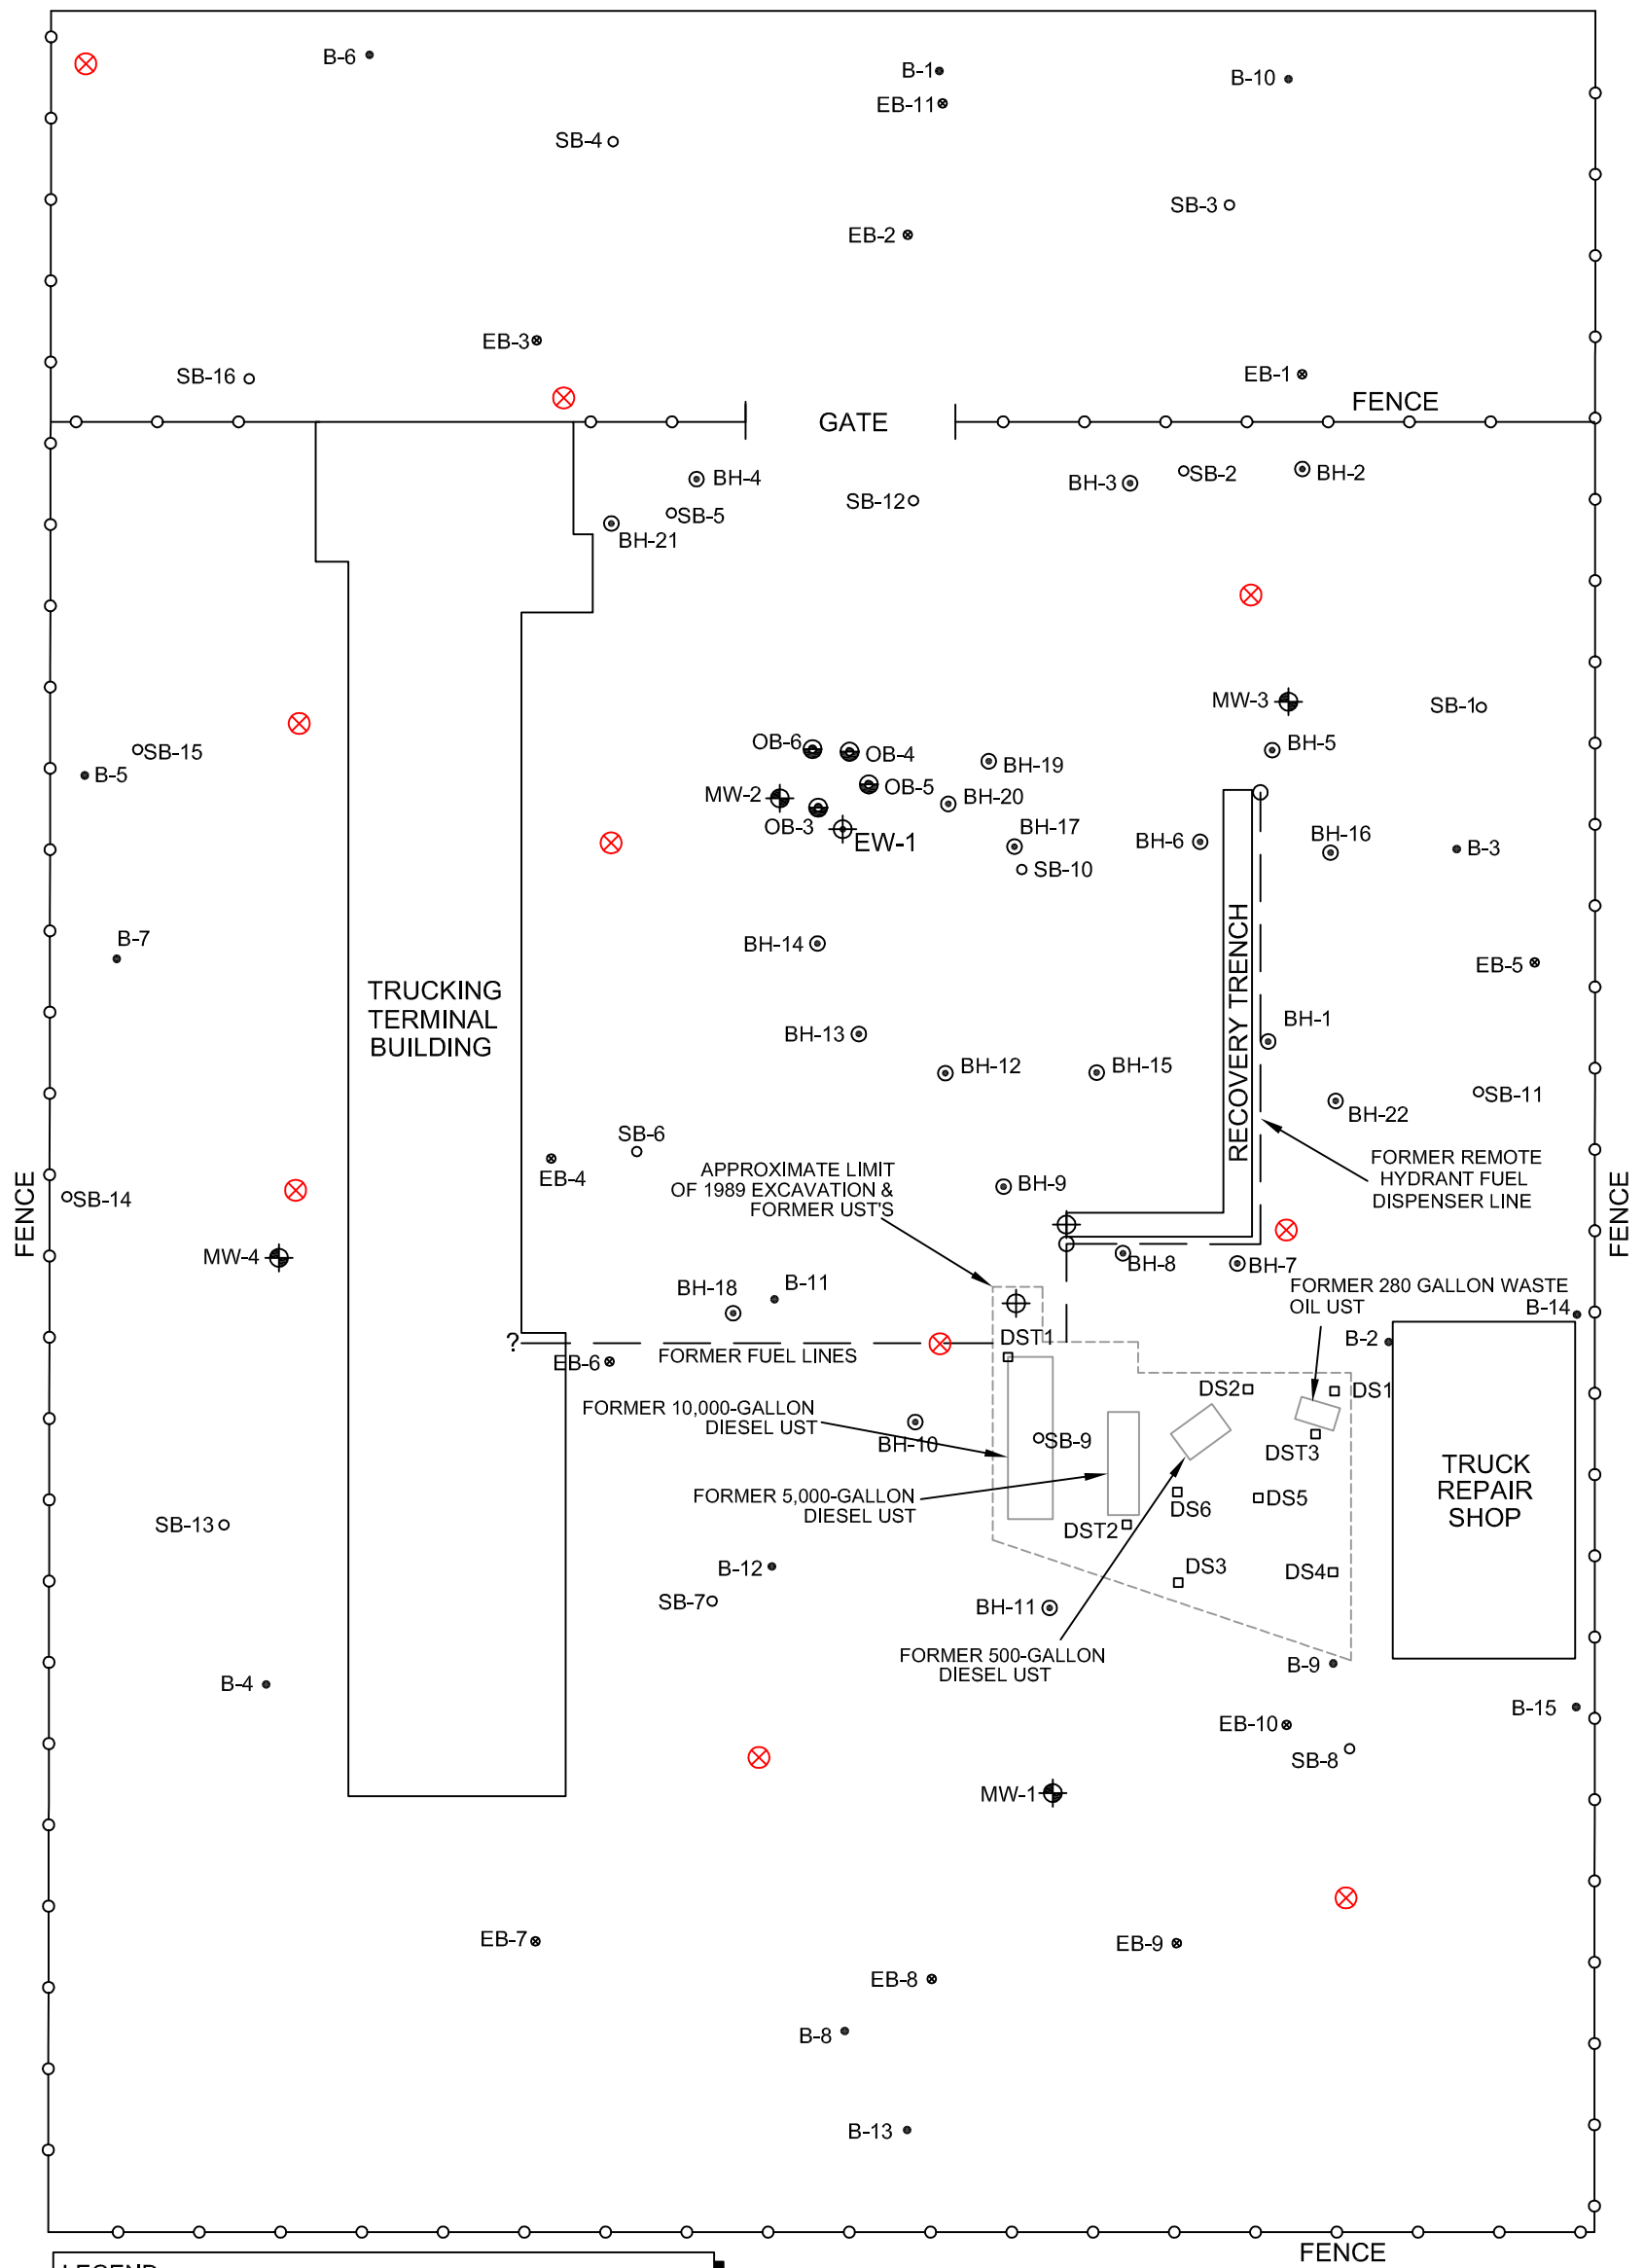 B-6
B-1
B-10
EB-11
SB-4
SB-3
EB-2
EB-3
SB-16
EB-1
FENCE
GATE
BH-4
BH-3
SB-2
BH-2
SB-12
SB-5
BH-21
MW-3
SB-1
OB-6
OB-4
BH-5
SB-15
B-5
BH-19
OB-5
MW-2
BH-20
OB-3
EW-1
BH-17
BH-6
BH-16
B-3
SB-10
B-7
BH-14
EB-5
TRUCKING
TERMINAL
BUILDING
RECOVERY TRENCH
BH-13
BH-1
BH-12
BH-15
SB-11
BH-22
SB-6
EB-4
APPROXIMATE LIMIT
OF 1989 EXCAVATION &
FORMER UST'S
BH-9
FORMER REMOTE
HYDRANT FUEL
DISPENSER LINE
FENCE
SB-14
FENCE
MW-4
BH-8
BH-7
BH-18
B-11
FORMER 280 GALLON WASTE
OIL UST
B-14
DST1
B-2
?
FORMER FUEL LINES
EB-6
DS2
DS1
FORMER 10,000-GALLON
DIESEL UST
BH-10
SB-9
DST3
TRUCK
REPAIR
SHOP
FORMER 5,000-GALLON
DIESEL UST
DS6
DS5
DST2
SB-13
B-12
DS3
DS4
SB-7
BH-11
FORMER 500-GALLON
DIESEL UST
B-9
B-4
B-15
EB-10
SB-8
MW-1
EB-7
EB-9
EB-8
B-8
B-13
FENCE
LEGEND